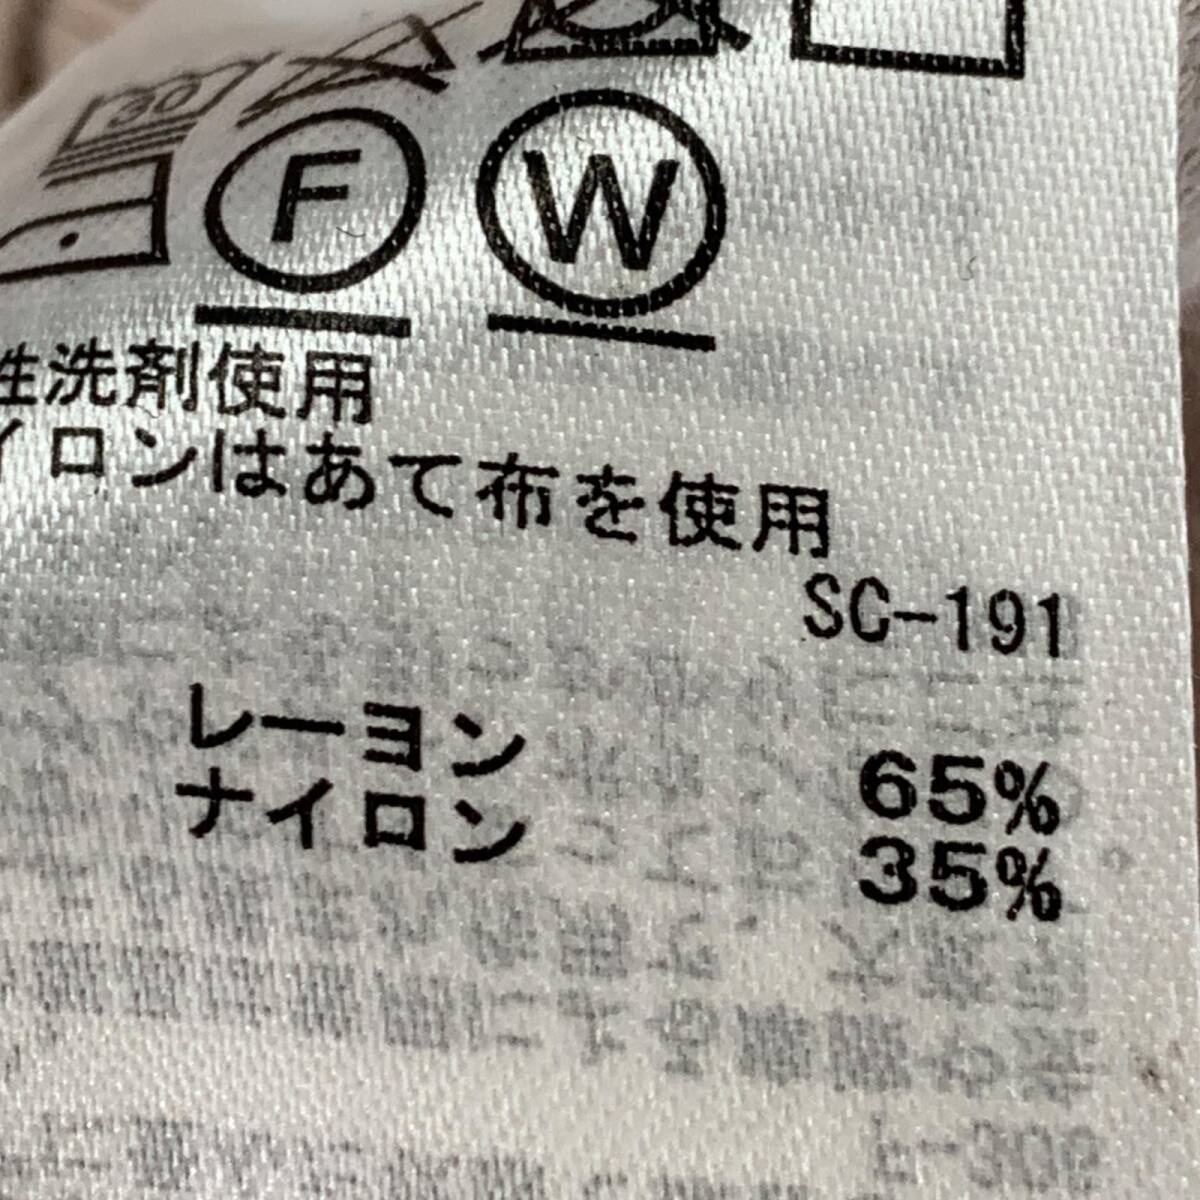 30
F W
性洗剤使用
イロンはあて布を使用
SC-191
レーヨン 65%
ナイロン 35%